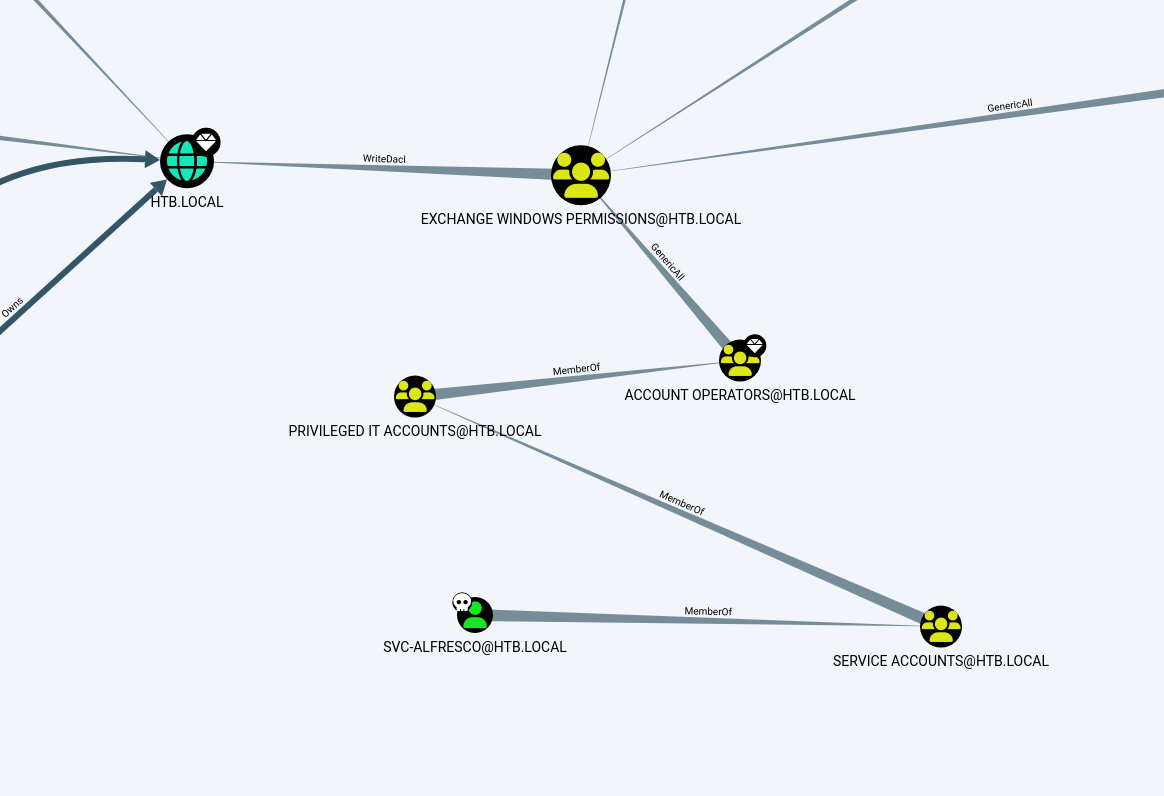 GenericAll
WriteDacl
HTB.LOCAL
EXCHANGE WINDOWS PERMISSIONS@HTB.LOCAL
GenericAll
Owns
MemberOf
ACCOUNT OPERATORS@HTB.LOCAL
PRIVILEGED IT ACCOUNTS@HTB.LOCAL
MemberOf
MemberOf
SVC-ALFRESCO@HTB.LOCAL
SERVICE ACCOUNTS@HTB.LOCAL